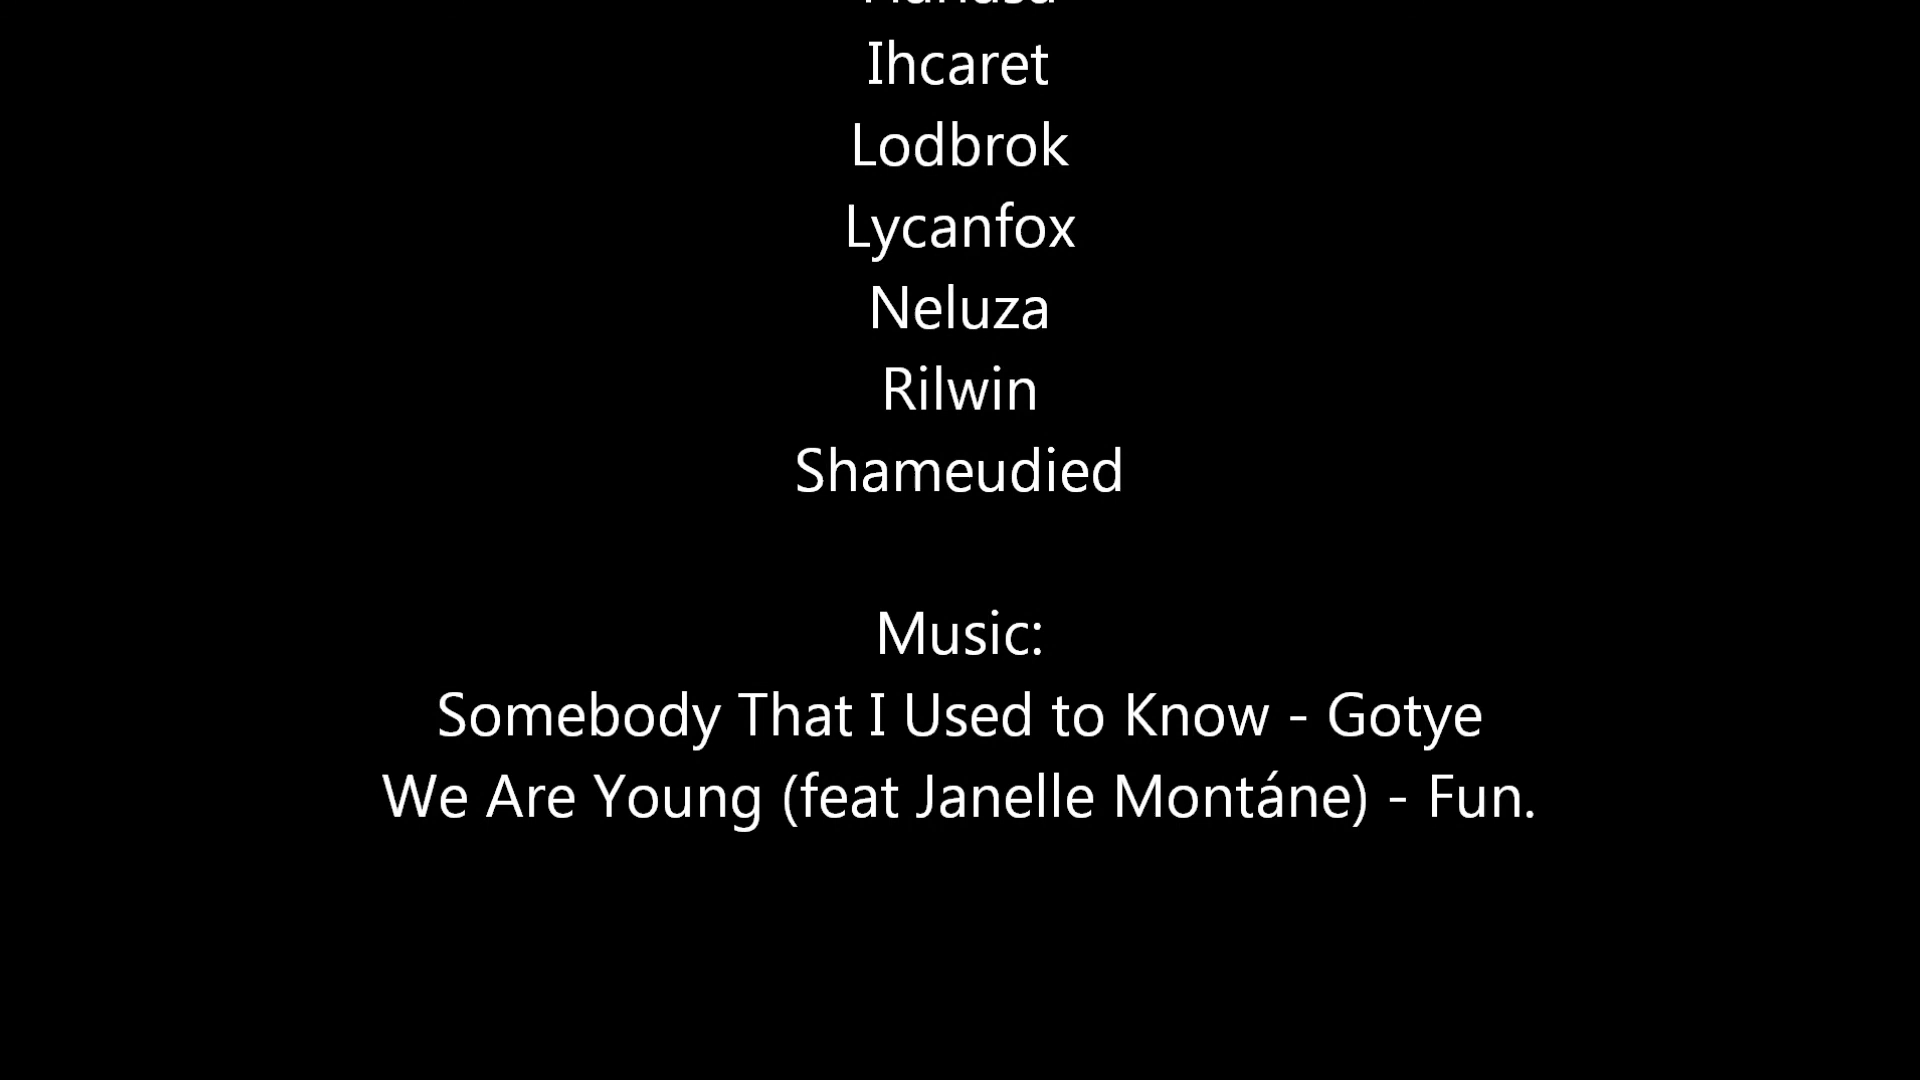 Ihcaret
Lodbrok
Lycanfox
Neluza
Rilwin
Shameudied
Music:
Somebody That I Used to Know - Gotye
We Are Young (feat Janelle Montáne) - Fun.